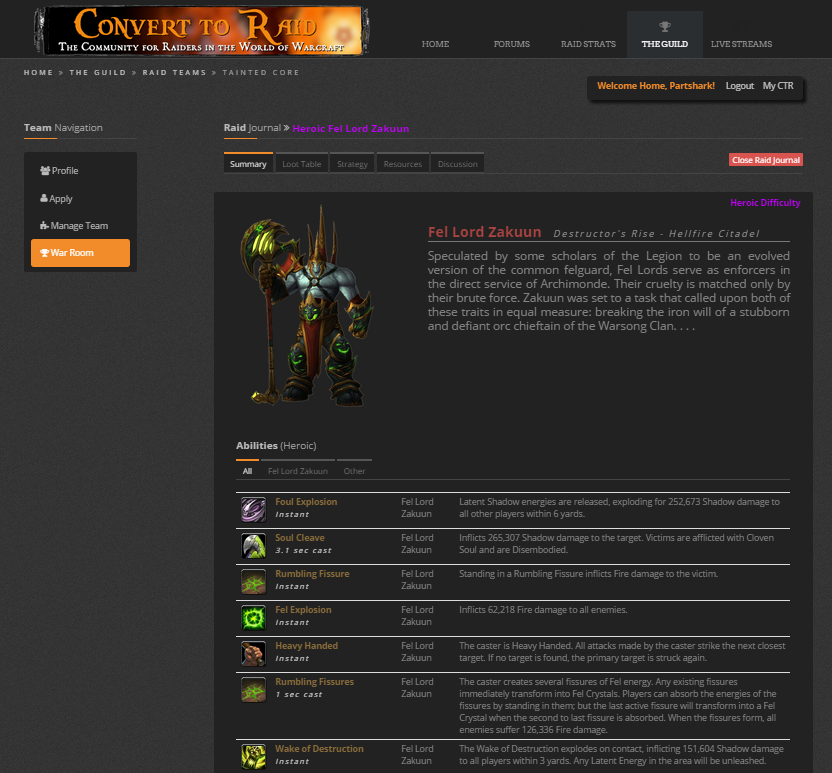 CONVERT TO RAID
THE COMMUNITY FOR RAIDERS IN THE WORLD OF WARCRAFT
HOME FORUMS RAID STRATS THE GUILD LIVE STREAMS
HOME » THE GUILD » RAID TEAMS » TAINTED CORE
Welcome Home, Partshark! Logout My CTR
Team Navigation
Profile
Apply
Manage Team
War Room
Raid Journal » Heroic Fel Lord Zakuun
Summary Loot Table Strategy Resources Discussion
Close Raid Journal
Heroic Difficulty
Fel Lord Zakuun Destructor's Rise - Hellfire Citadel
Speculated by some scholars of the Legion to be an evolved
version of the common felguard, Fel Lords serve as enforcers in
the direct service of Archimonde. Their cruelty is matched only by
their brute force. Zakuun was set to a task that called upon both of
these traits in equal measure: breaking the iron will of a stubborn
and defiant orc chieftain of the Warsong Clan. . . .
Abilities (Heroic)
All Fel Lord Zakuun Other
Foul Explosion Fel Lord Latent Shadow energies are released, exploding for 252,673 Shadow damage to
Instant Zakuun all other players within 6 yards.
Soul Cleave Fel Lord Inflicts 265,307 Shadow damage to the target. Victims are afflicted with Cloven
3.1 sec cast Zakuun Soul and are Disembodied.
Rumbling Fissure Fel Lord Standing in a Rumbling Fissure inflicts Fire damage to the victim.
Instant Zakuun
Fel Explosion Fel Lord Inflicts 62,218 Fire damage to all enemies.
Instant Zakuun
Heavy Handed Fel Lord The caster is Heavy Handed. All attacks made by the caster strike the next closest
Instant Zakuun target. If no target is found, the primary target is struck again.
Rumbling Fissures Fel Lord The caster creates several fissures of Fel energy. Any existing fissures
1 sec cast Zakuun immediately transform into Fel Crystals. Players can absorb the energies of the
fissures by standing in them; but the last active fissure will transform into a Fel
Crystal when the second to last fissure is absorbed. When the fissures form, all
enemies suffer 126,336 Fire damage.
Wake of Destruction Fel Lord The Wake of Destruction explodes on contact, inflicting 151,604 Shadow damage
Instant Zakuun to all players within 3 yards. Any Latent Energy in the area will be unleashed.